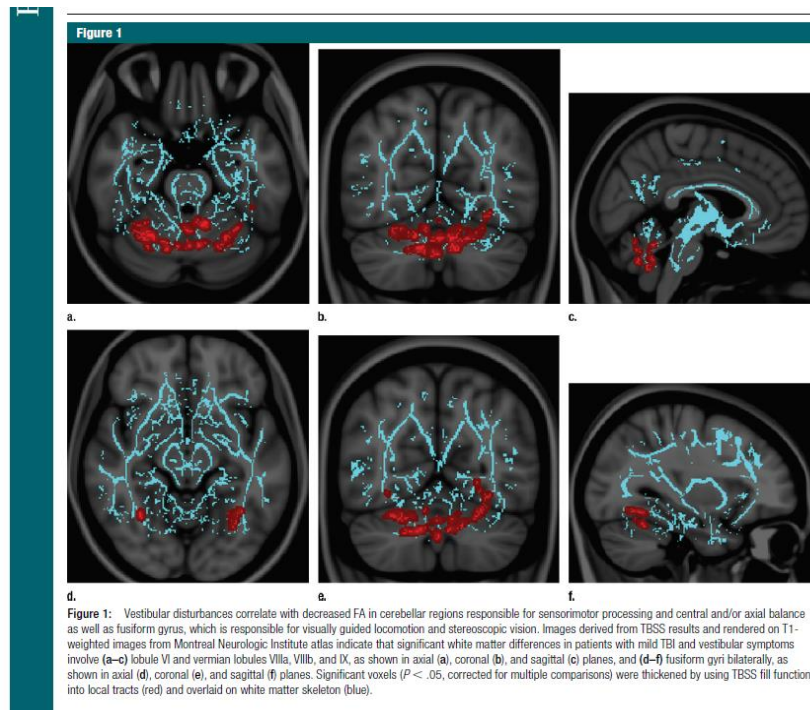 Figure 1
a.
b.
c.
d.
e.
f.
Figure 1: Vestibular disturbances correlate with decreased FA in cerebellar regions responsible for sensorimotor processing and central and/or axial balance
as well as fusiform gyrus, which is responsible for visually guided locomotion and stereoscopic vision. Images derived from TBSS results and rendered on T1-
weighted images from Montreal Neurologic Institute atlas indicate that significant white matter differences in patients with mild TBI and vestibular symptoms
involve (a–c) lobule VI and vermian lobules VIIIa, VIIIb, and IX, as shown in axial (a), coronal (b), and sagittal (c) planes, and (d–f) fusiform gyri bilaterally, as
shown in axial (d), coronal (e), and sagittal (f) planes. Significant voxels (P < .05, corrected for multiple comparisons) were thickened by using TBSS fill function
into local tracts (red) and overlaid on white matter skeleton (blue).